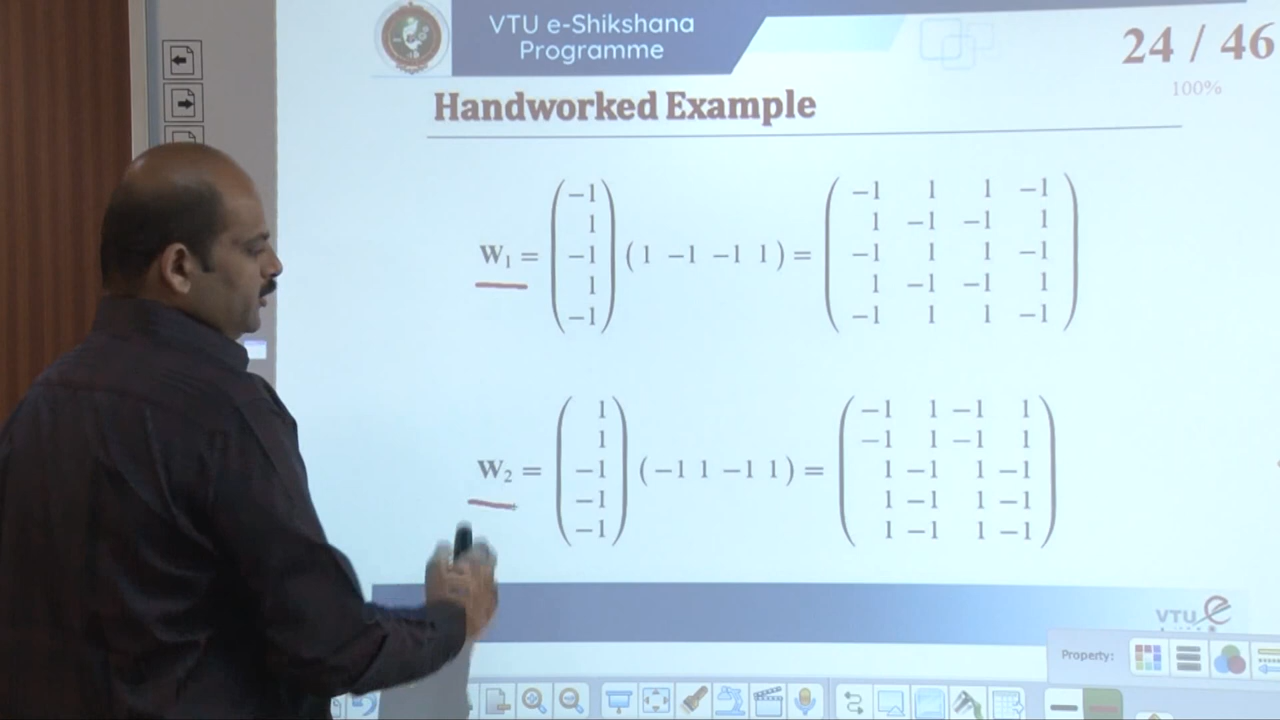 VTU e-Shikshana
Programme
24 / 46
100%
Handworked Example
W₁ = (−1 1 −1 1 −1) (1 −1 −1 1) =
−1 1 1 −1
1 −1 −1 1
−1 1 1 −1
1 −1 −1 1
−1 1 1 −1
W₂ = (1 1 −1 −1 −1) (−1 1 −1 1) =
−1 1 −1 1
−1 1 −1 1
1 −1 1 −1
1 −1 1 −1
1 −1 1 −1
VTU e
Property: